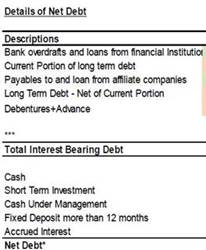 Details of Net Debt
Descriptions
Bank overdrafts and loans from financial Institution
Current Portion of long term debt
Payables to and loan from affiliate companies
Long Term Debt - Net of Current Portion
Debentures+Advance
***
Total Interest Bearing Debt
Cash
Short Term Investment
Cash Under Management
Fixed Deposit more than 12 months
Accrued Interest
Net Debt*